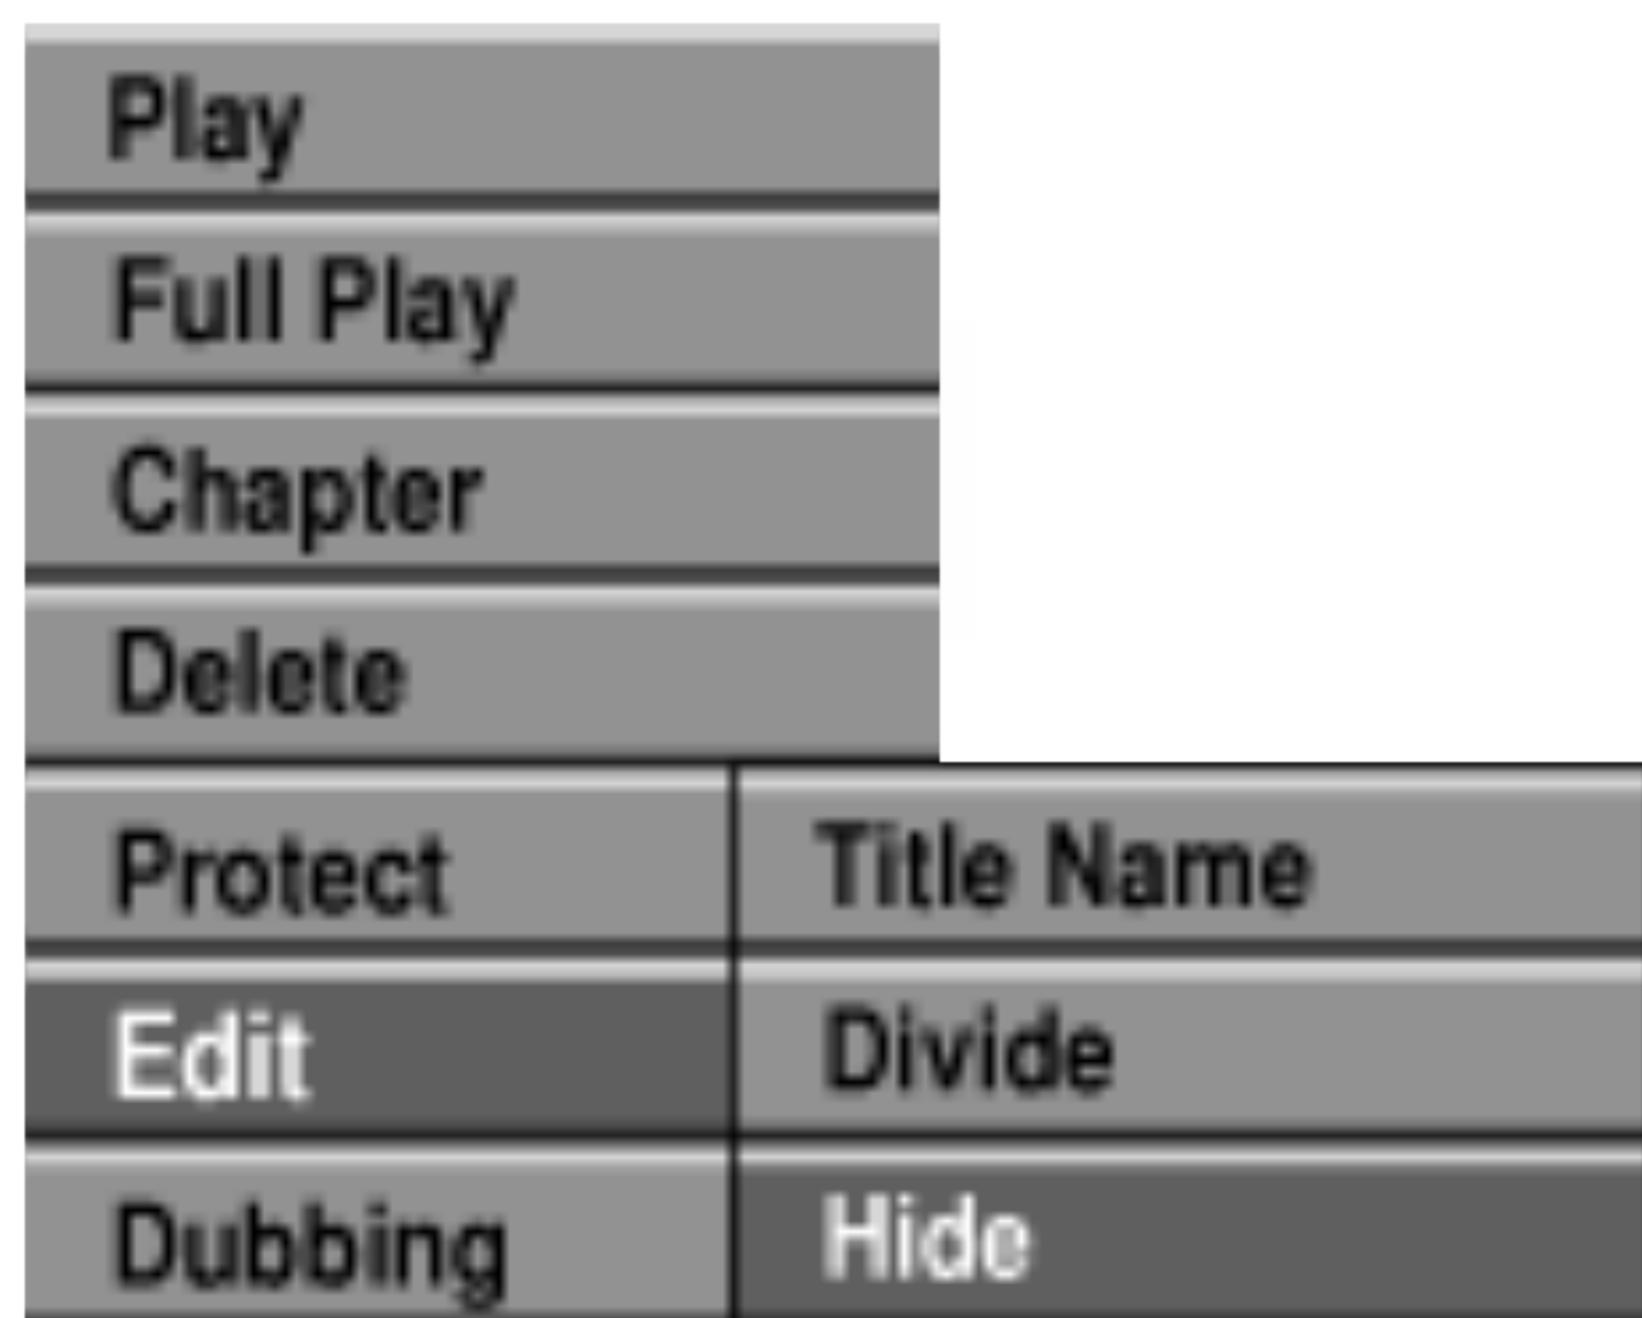 Play
Full Play
Chapter
Delete
Protect
Title Name
Edit
Divide
Dubbing
Hide